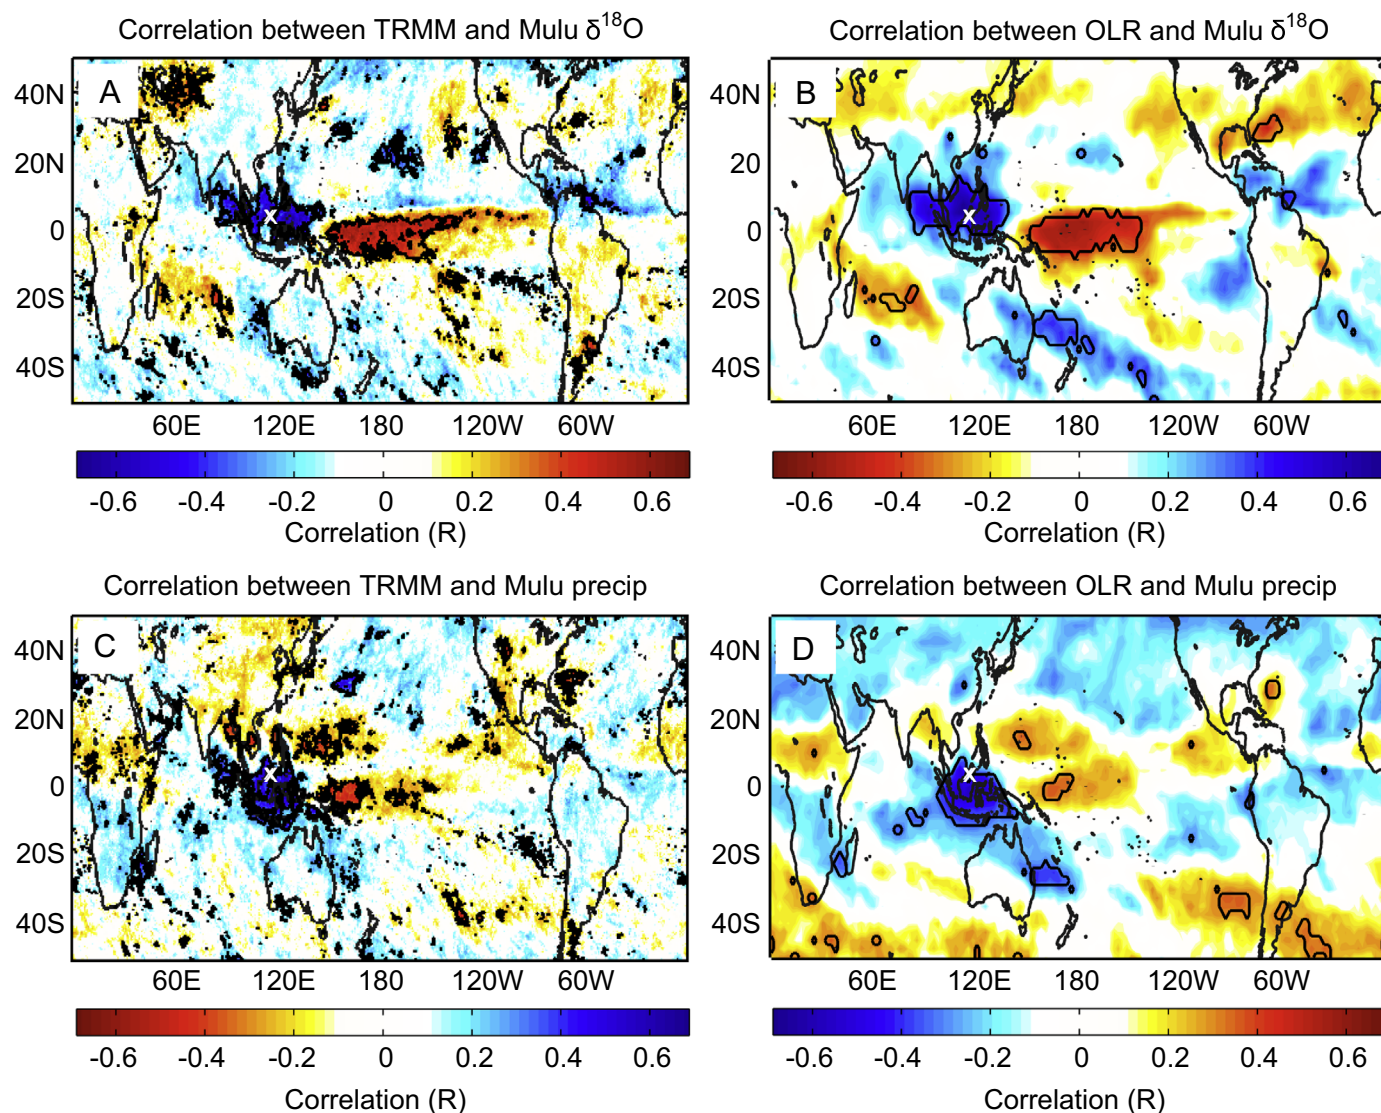 Correlation between TRMM and Mulu δ¹⁸O
Correlation between OLR and Mulu δ¹⁸O
A
40N
20N
0
20S
40S
60E 120E 180 120W 60W
-0.6 -0.4 -0.2 0 0.2 0.4 0.6
Correlation (R)
B
40N
20
0
20S
40S
60E 120E 180 120W 60W
-0.6 -0.4 -0.2 0 0.2 0.4 0.6
Correlation (R)
Correlation between TRMM and Mulu precip
Correlation between OLR and Mulu precip
C
40N
20N
0
20S
40S
60E 120E 180 120W 60W
-0.6 -0.4 -0.2 0 0.2 0.4 0.6
Correlation (R)
D
40N
20N
0
20S
40S
60E 120E 180 120W 60W
-0.6 -0.4 -0.2 0 0.2 0.4 0.6
Correlation (R)